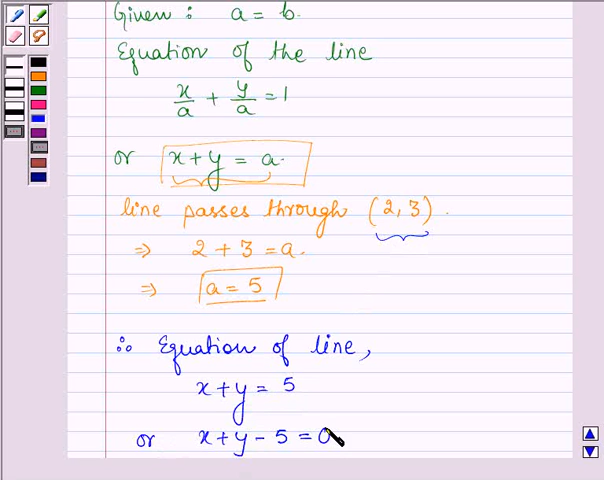 Given : a = b.
Equation of the line
x/a + y/a = 1
or x + y = a.
line passes through (2, 3).
⇒ 2 + 3 = a.
⇒ a = 5
∴ Equation of line,
x + y = 5
or x + y - 5 = 0